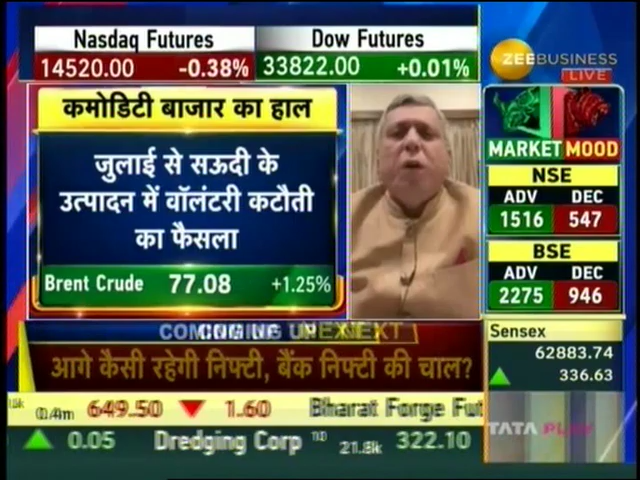 Nasdaq Futures
14520.00 -0.38%
Dow Futures
33822.00 +0.01%
ZEE BUSINESS
LIVE
कमोडिटी बाजार का हाल
जुलाई से सऊदी के
उत्पादन में वॉलंटरी कटौती
का फैसला
Brent Crude 77.08 +1.25%
MARKET MOOD
NSE
ADV DEC
1516 547
BSE
ADV DEC
2275 946
Sensex
62883.74
336.63
आगे कैसी रहेगी निफ्टी, बैंक निफ्टी की चाल?
0.4m 649.50 1.60 Bharat Forge Fut
0.05 Dredging Corp 21.8k 322.10
TATA PLAY